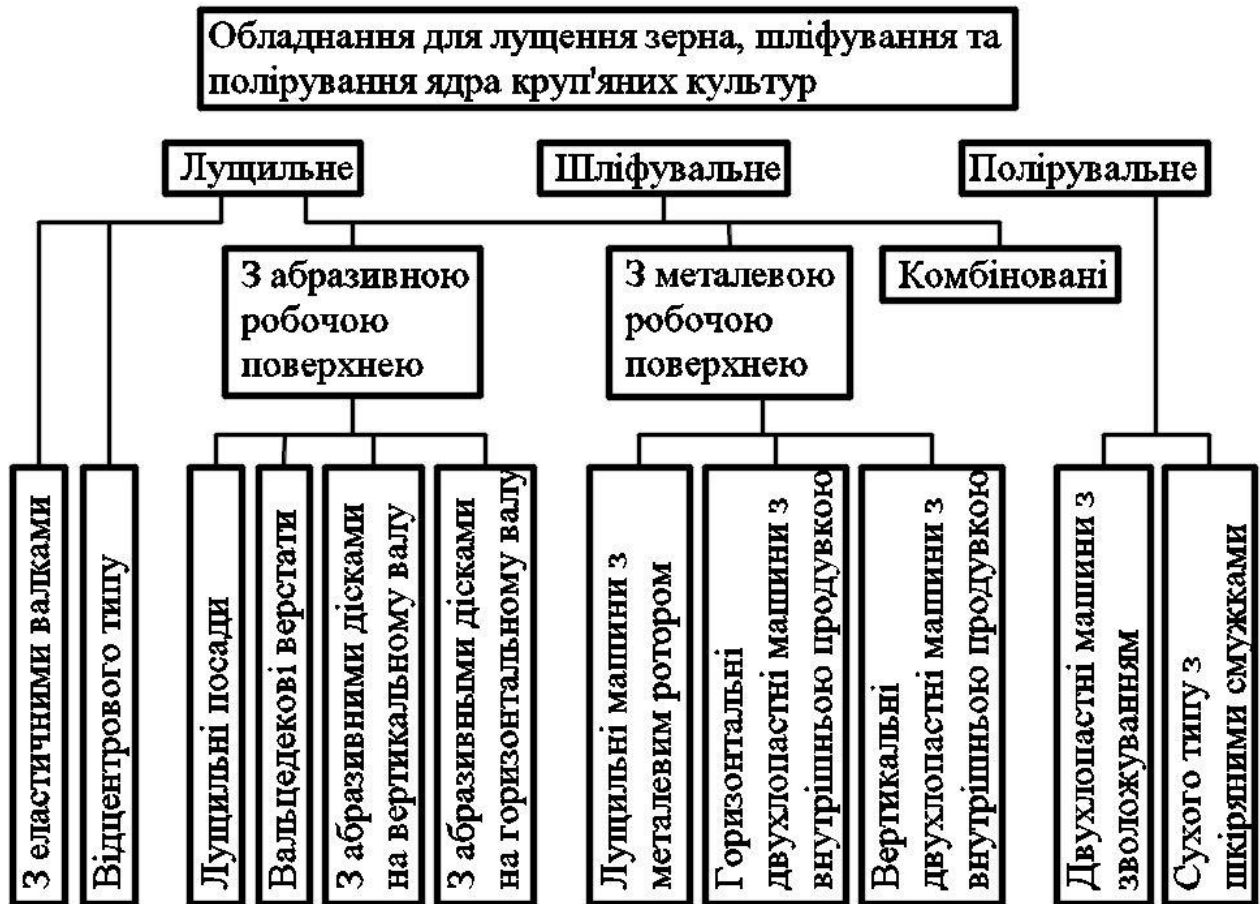 Обладнання для лущення зерна, шліфування та
полірування ядра круп'яних культур
Лущильне
Шліфувальне
Полірувальне
З абразивною
робочою
поверхнею
З металевою
робочою
поверхнею
Комбіновані
З еластичними валками
Відцентрового типу
Лущильні посади
Вальцедекові верстати
З абразивними дісками
на вертикальному валу
З абразивными дісками
на горизонтальному валу
Лущильні машини з
металевим ротором
Горизонтальні
двухлопастні машини з
внутрішньою продувкою
Вертикальні
двухлопастні машини з
внутрішньою продувкою
Двухлопастні машини з
зволожуванням
Сухого типу з
шкіряними смужками